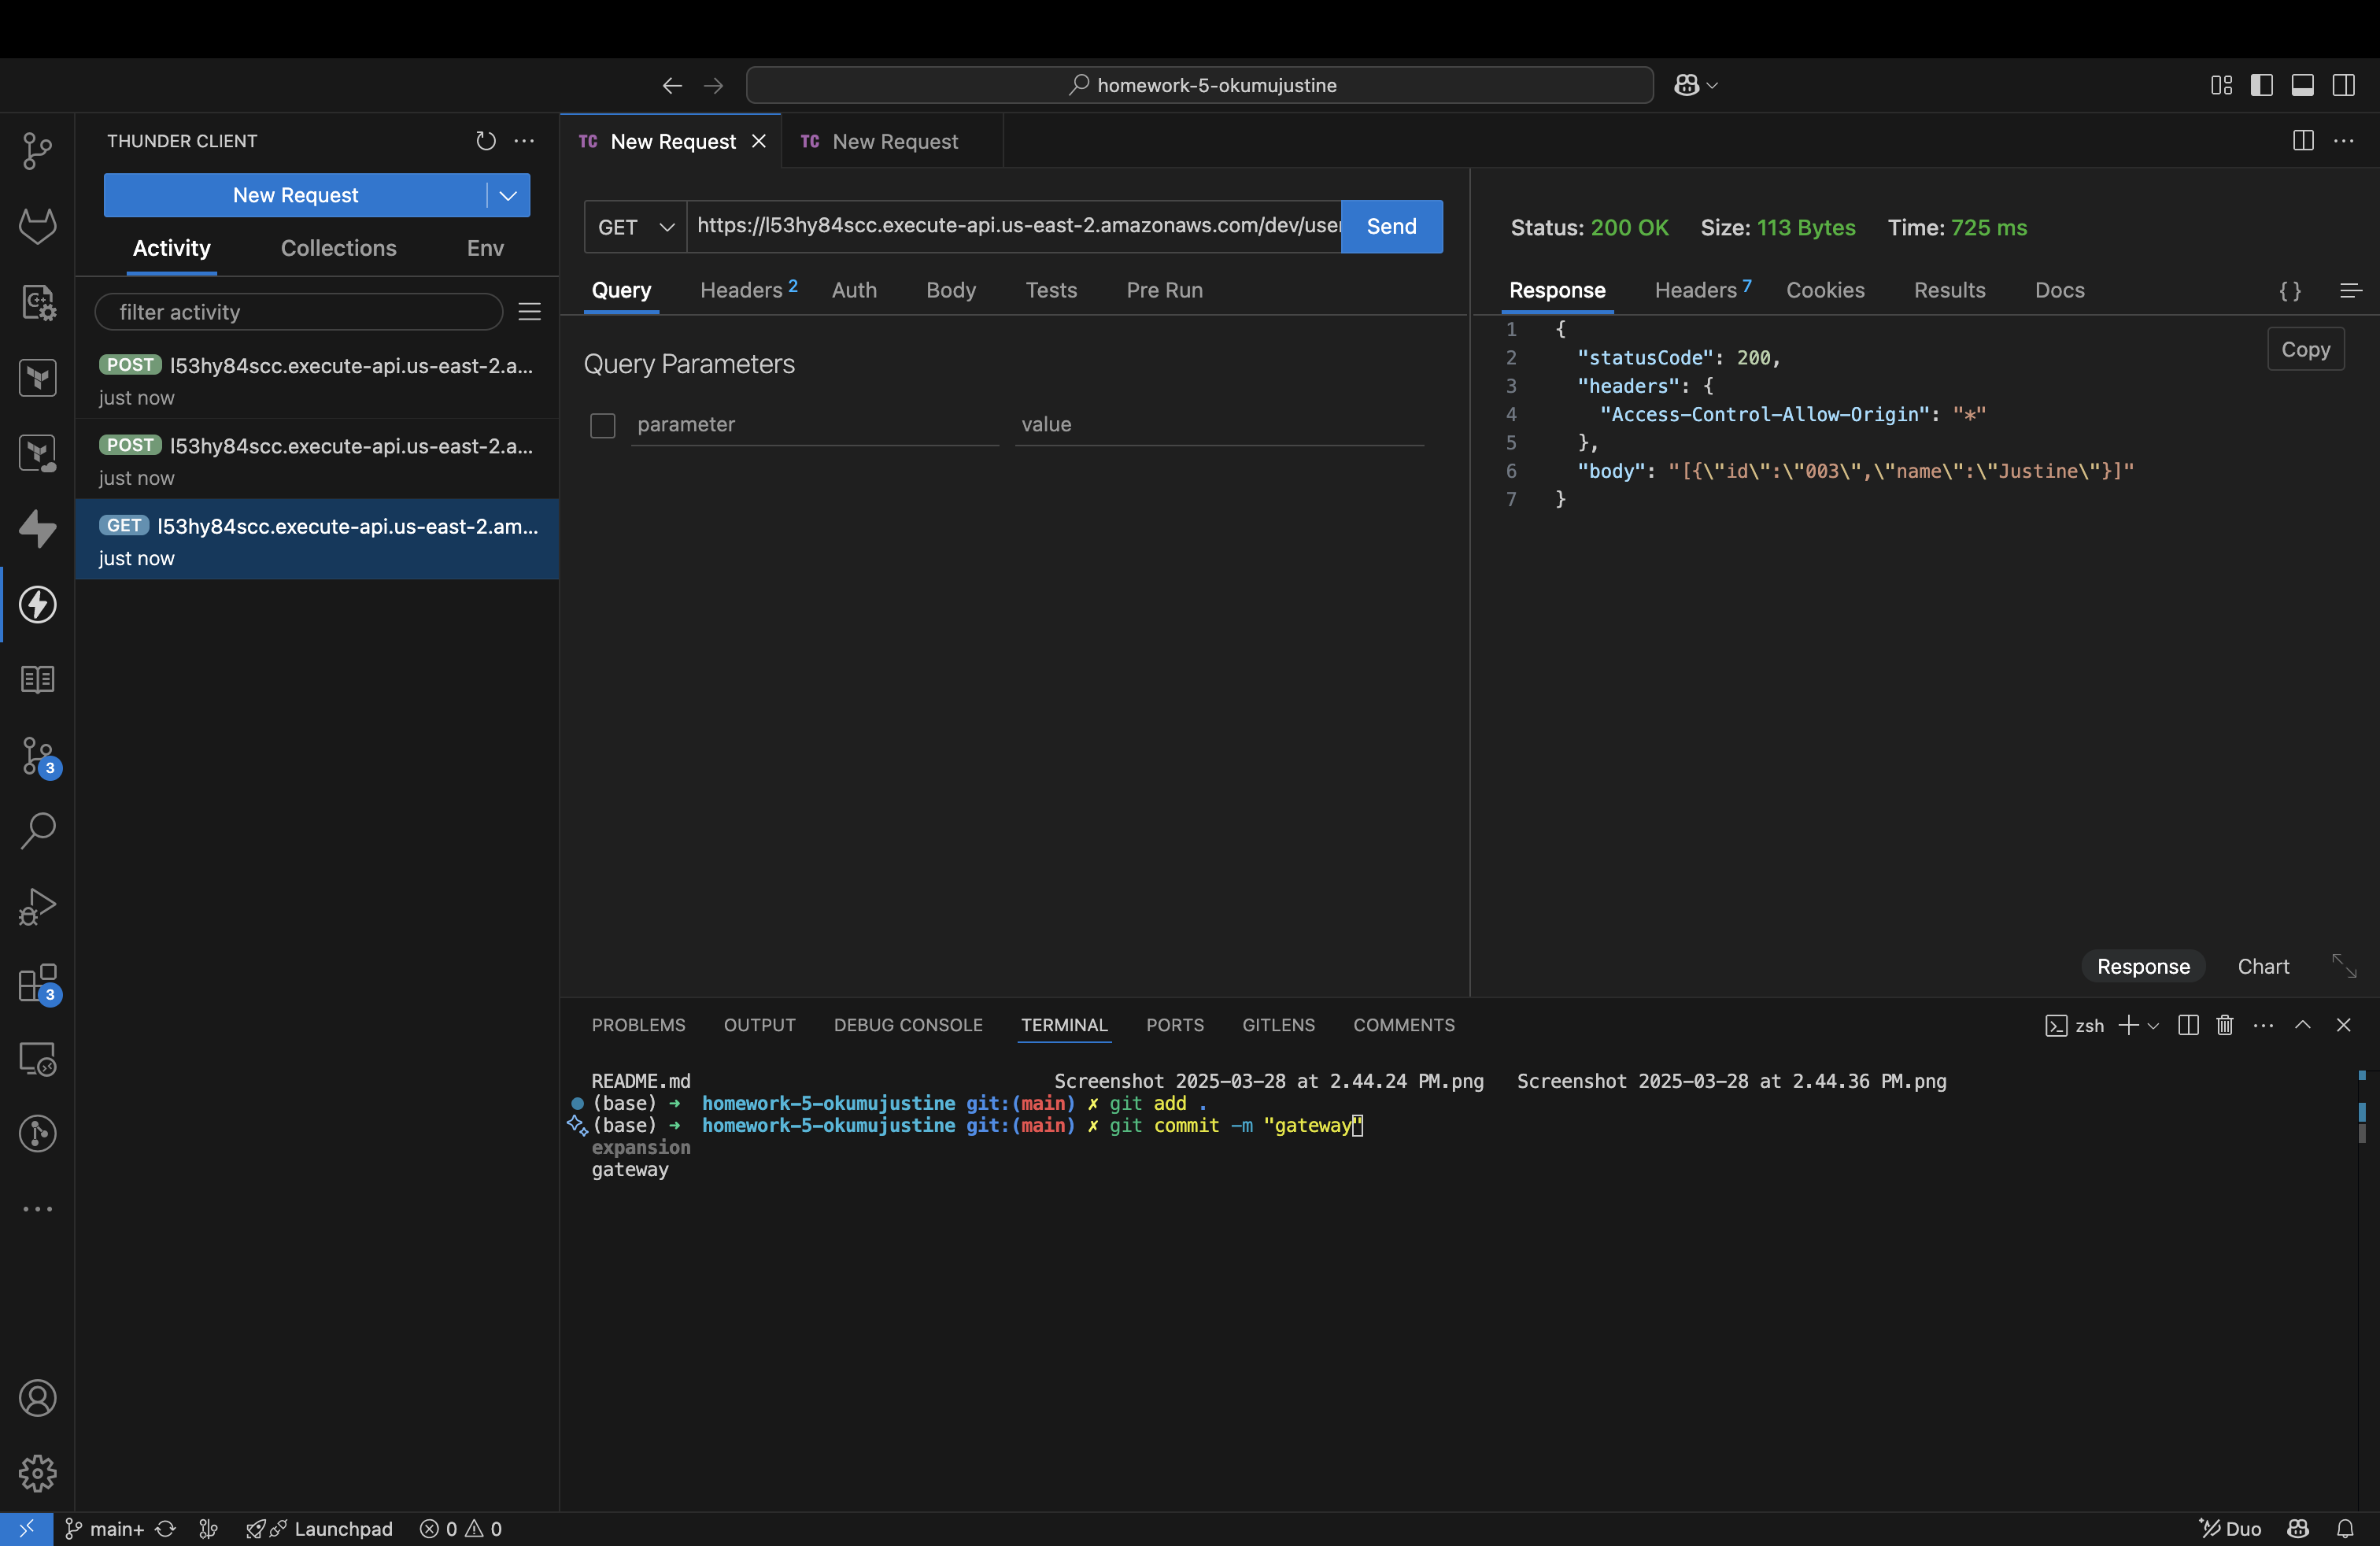 homework-5-okumujustine
THUNDER CLIENT
New Request
Activity Collections Env
filter activity
POST l53hy84scc.execute-api.us-east-2.a...
just now
POST l53hy84scc.execute-api.us-east-2.a...
just now
GET l53hy84scc.execute-api.us-east-2.am...
just now
3
3
TC New Request
TC New Request
GET https://l53hy84scc.execute-api.us-east-2.amazonaws.com/dev/user Send
Query Headers 2 Auth Body Tests Pre Run
Query Parameters
parameter value
Status: 200 OK Size: 113 Bytes Time: 725 ms
Response Headers 7 Cookies Results Docs { }
1 {
2 "statusCode": 200,
3 "headers": {
4 "Access-Control-Allow-Origin": "*"
5 },
6 "body": "[{\"id\":\"003\",\"name\":\"Justine\"}]"
7 }
Copy
Response Chart
PROBLEMS OUTPUT DEBUG CONSOLE TERMINAL PORTS GITLENS COMMENTS
zsh
README.md Screenshot 2025-03-28 at 2.44.24 PM.png Screenshot 2025-03-28 at 2.44.36 PM.png
(base) ➜ homework-5-okumujustine git:(main) ✗ git add .
(base) ➜ homework-5-okumujustine git:(main) ✗ git commit -m "gateway"
expansion
gateway
main+ Launchpad 0 0 Duo